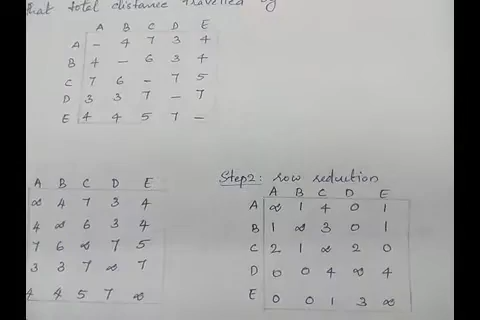 that total distance travelled by
A B C D E
A - 4 7 3 4
B 4 - 6 3 4
C 7 6 - 7 5
D 3 3 7 - 7
E 4 4 5 7 -
A B C D E
∞ 4 7 3 4
4 ∞ 6 3 4
7 6 ∞ 7 5
3 3 7 ∞ 7
4 4 5 7 ∞
Step2: row reduction
A B C D E
A ∞ 1 4 0 1
B 1 ∞ 3 0 1
C 2 1 ∞ 2 0
D 0 0 4 ∞ 4
E 0 0 1 3 ∞